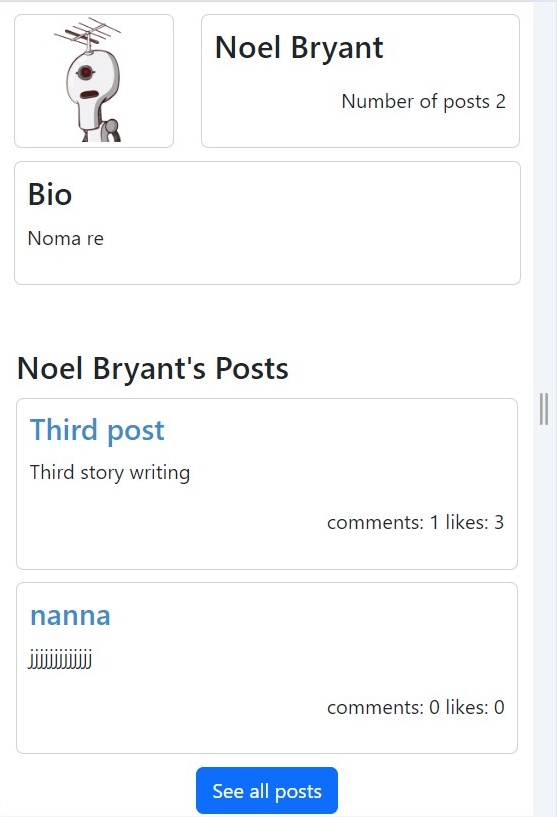 Noel Bryant
Number of posts 2
Bio
Noma re
Noel Bryant's Posts
Third post
Third story writing
comments: 1 likes: 3
nanna
jjjjjjjjjjjjj
comments: 0 likes: 0
See all posts